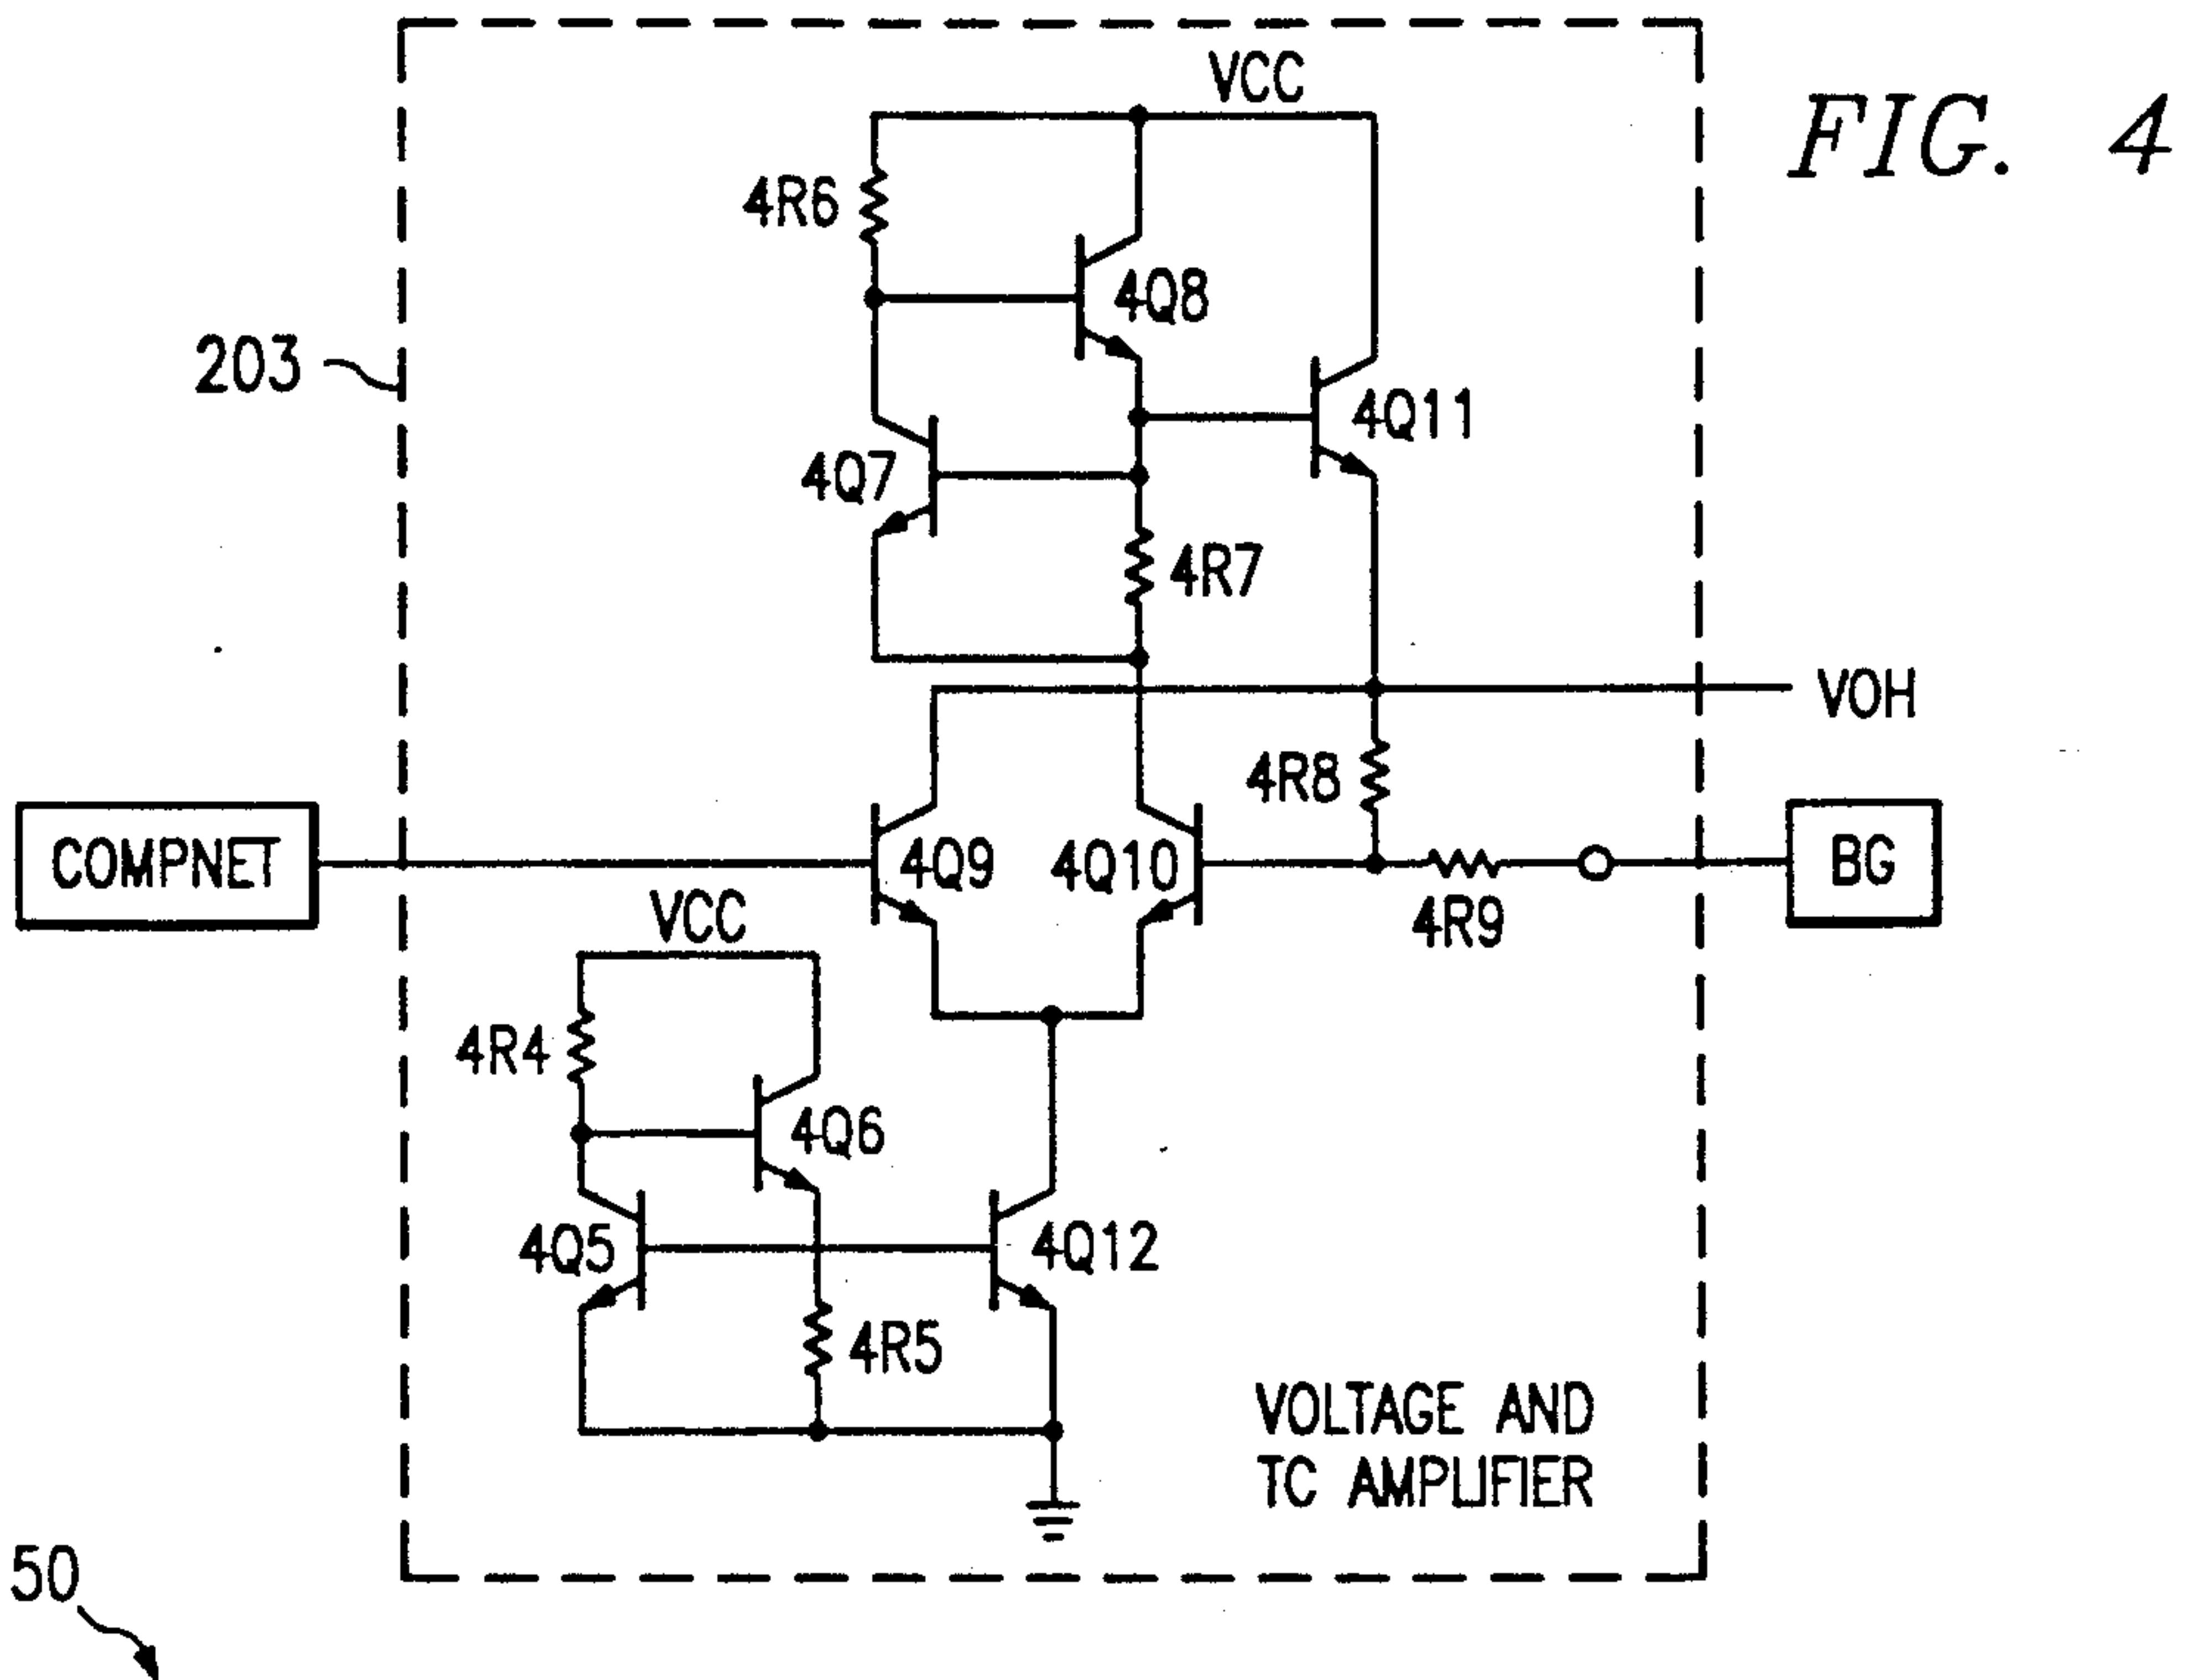 FIG. 4
VCC
4R6
4Q8
203
4Q11
4Q7
4R7
VOH
4R8
COMPNET
4Q9
4Q10
BG
4R9
VCC
4R4
4Q6
4Q5
4Q12
4R5
VOLTAGE AND
TC AMPLIFIER
50